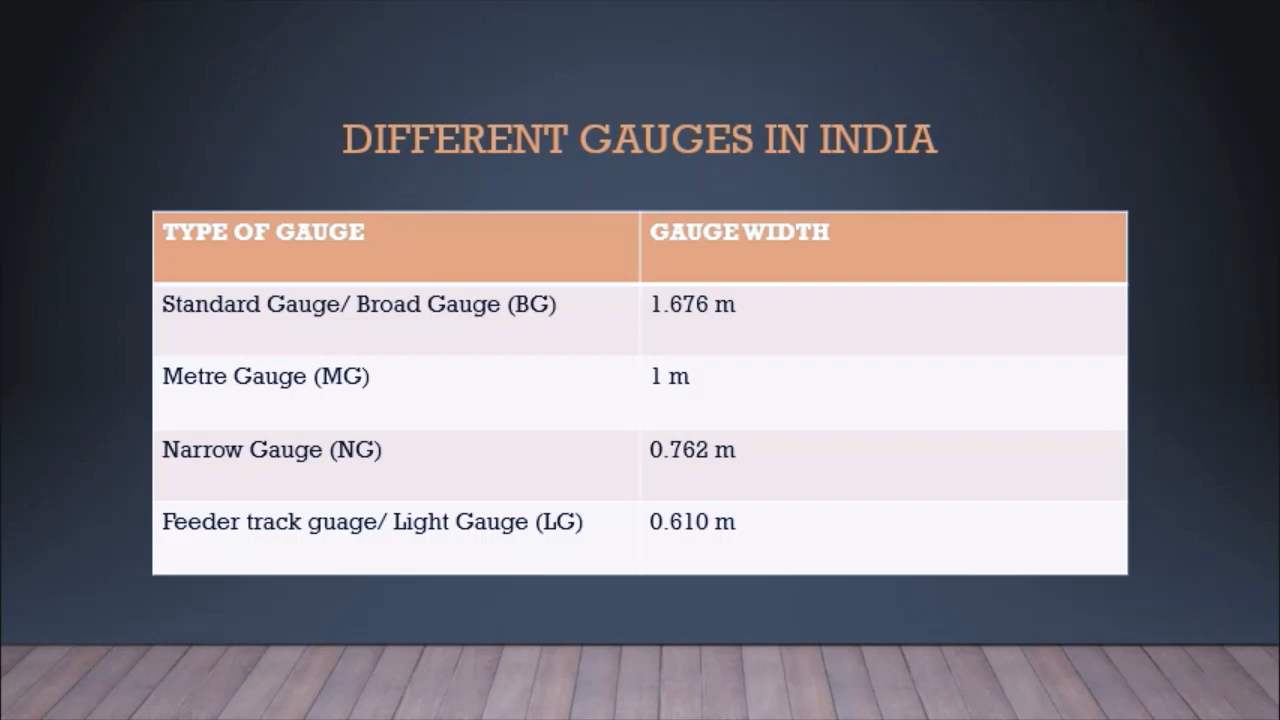 DIFFERENT GAUGES IN INDIA
TYPE OF GAUGE GAUGE WIDTH
Standard Gauge/ Broad Gauge (BG) 1.676 m
Metre Gauge (MG) 1 m
Narrow Gauge (NG) 0.762 m
Feeder track guage/ Light Gauge (LG) 0.610 m